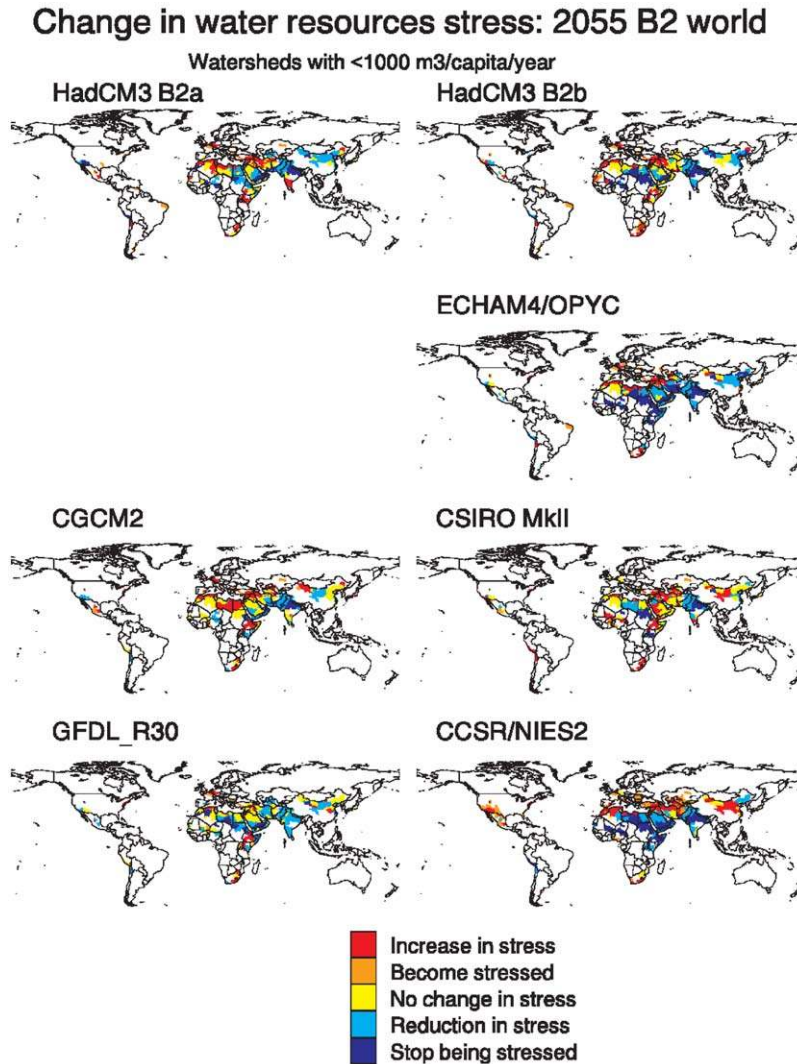 Change in water resources stress: 2055 B2 world
Watersheds with <1000 m3/capita/year
HadCM3 B2a
HadCM3 B2b
ECHAM4/OPYC
CGCM2
CSIRO MkII
GFDL_R30
CCSR/NIES2
Increase in stress
Become stressed
No change in stress
Reduction in stress
Stop being stressed